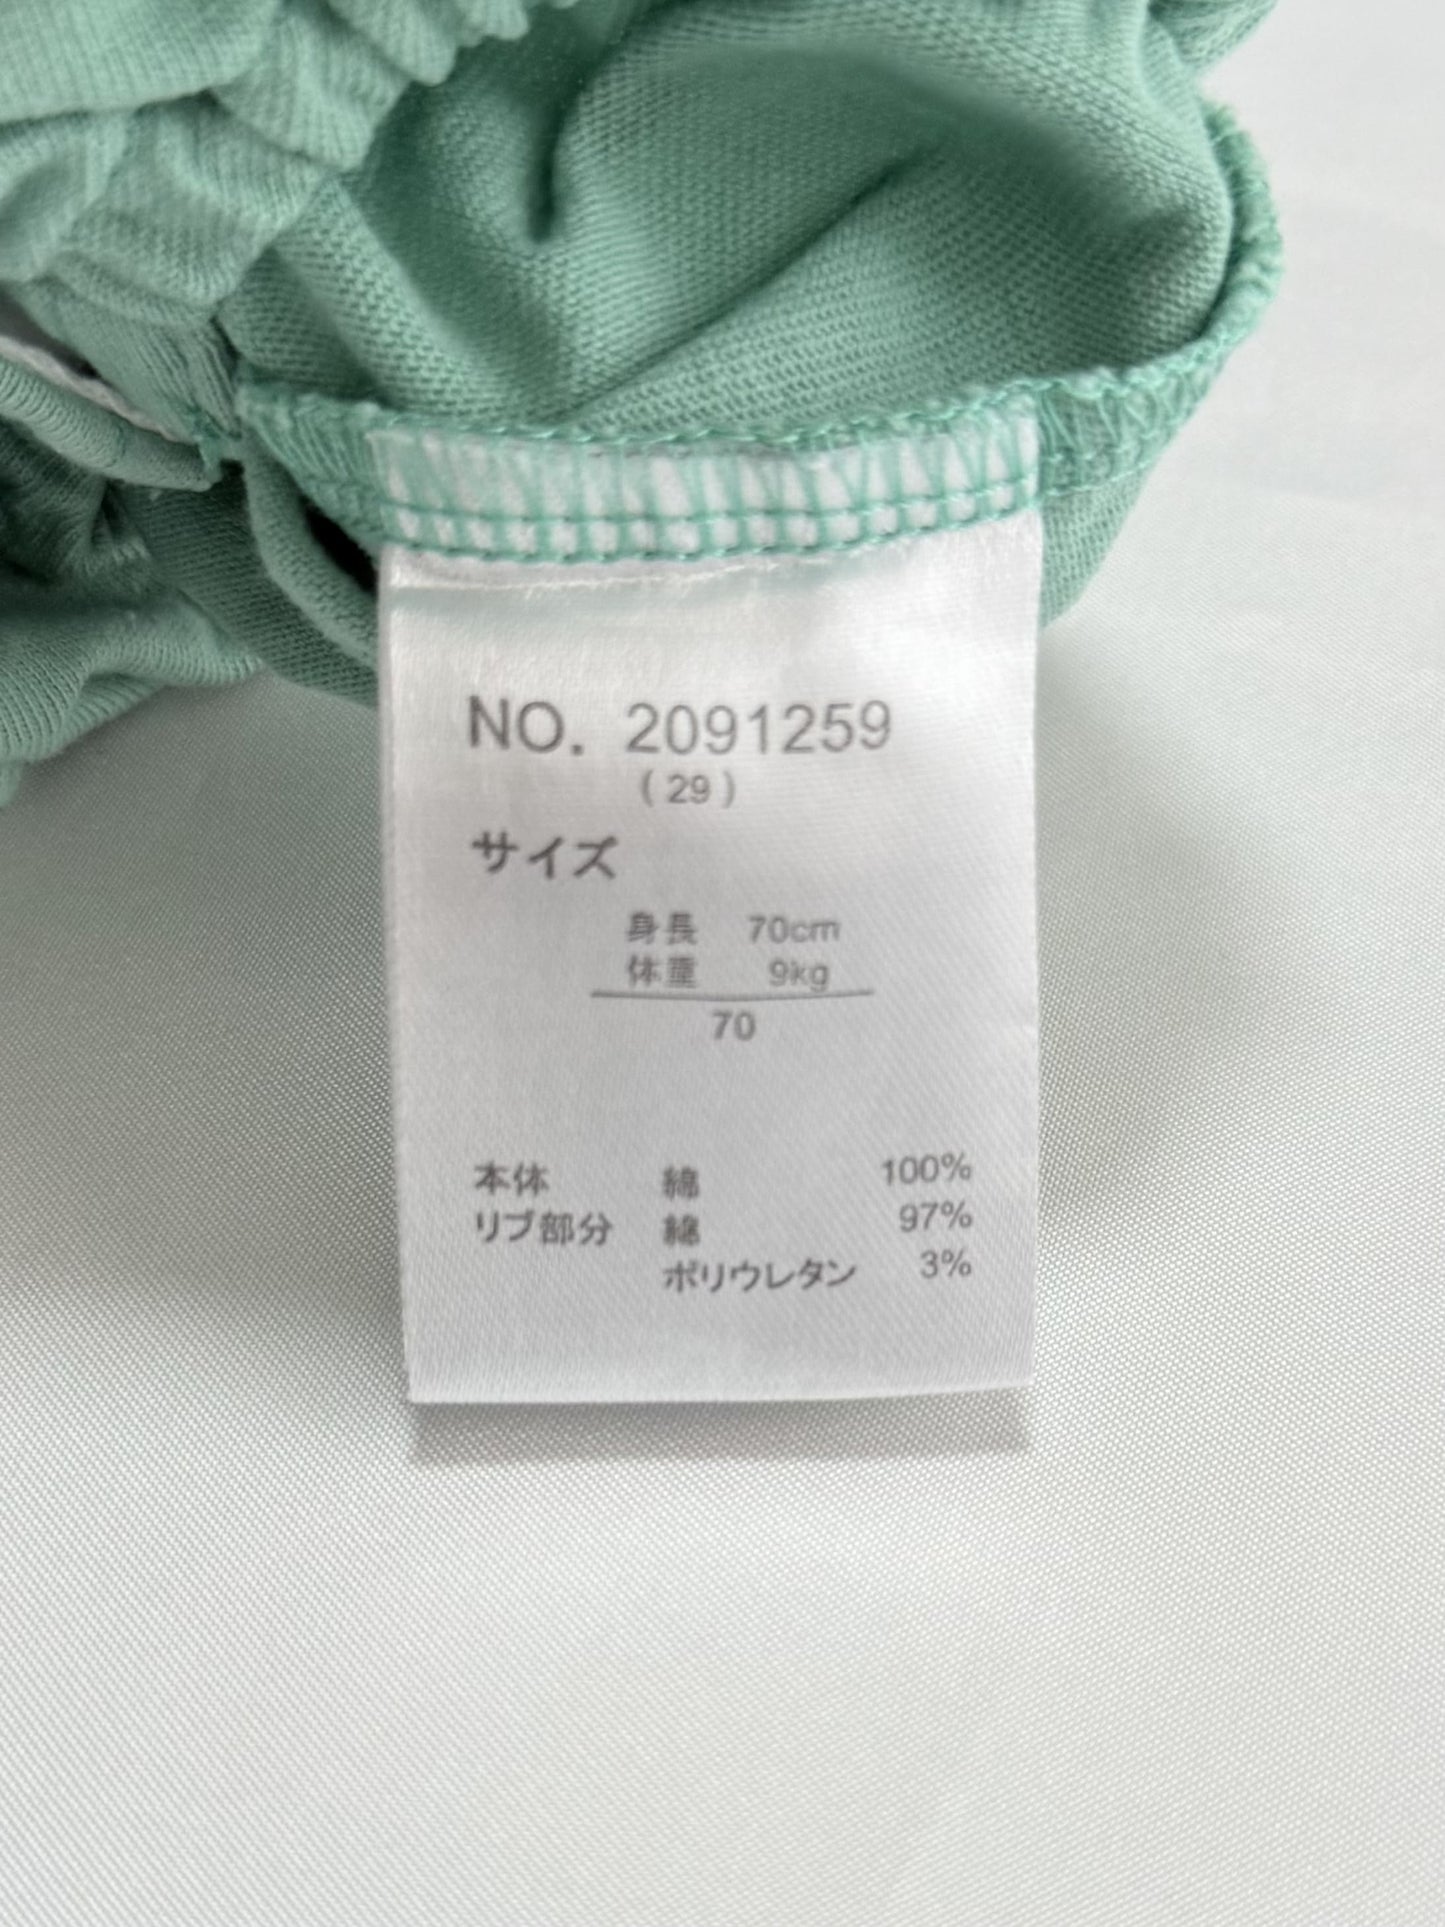 NO. 2091259
(29)
サイズ
身長 70cm
体重 9kg
70
本体 綿 100%
リブ部分 綿 97%
ポリウレタン 3%